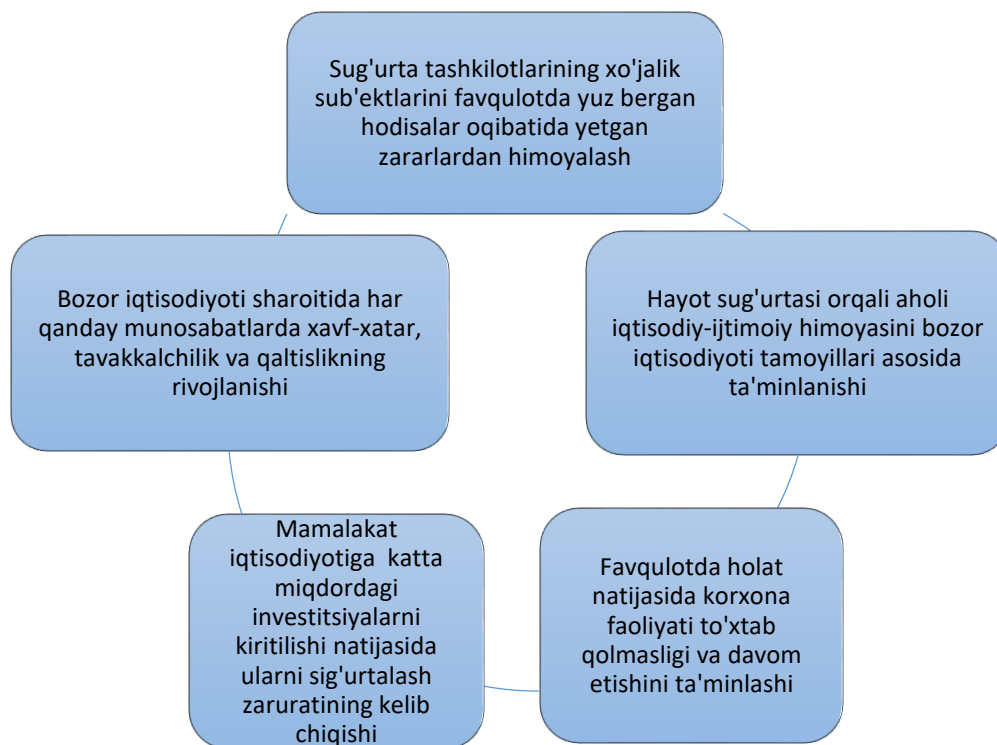 Sug'urta tashkilotlarining xo'jalik
sub'ektlarini favqulotda yuz bergan
hodisalar oqibatida yetgan
zararlardan himoyalash
Bozor iqtisodiyoti sharoitida har
qanday munosabatlarda xavf-xatar,
tavakkalchilik va qaltislikning
rivojlanishi
Hayot sug'urtasi orqali aholi
iqtisodiy-ijtimoiy himoyasini bozor
iqtisodiyoti tamoyillari asosida
ta'minlanishi
Mamalakat
iqtisodiyotiga katta
miqdordagi
investitsiyalarni
kiritilishi natijasida
ularni sig'urtalash
zaruratining kelib
chiqishi
Favqulotda holat
natijasida korxona
faoliyati to'xtab
qolmasligi va davom
etishini ta'minlashi